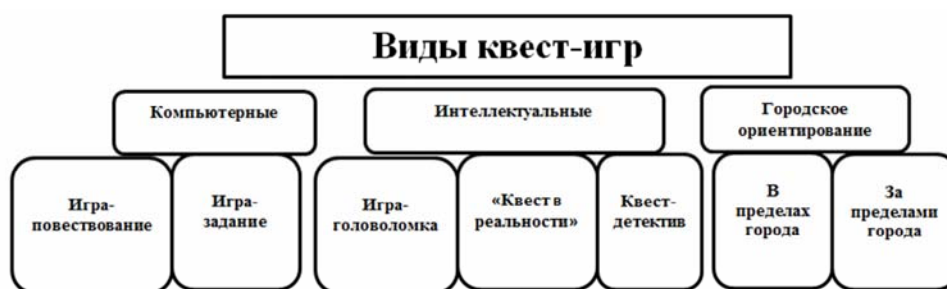 Виды квест-игр
Компьютерные
Интеллектуальные
Городское
ориентирование
Игра-
повествование
Игра-
задание
Игра-
головоломка
«Квест в
реальности»
Квест-
детектив
В
пределах
города
За
пределами
города